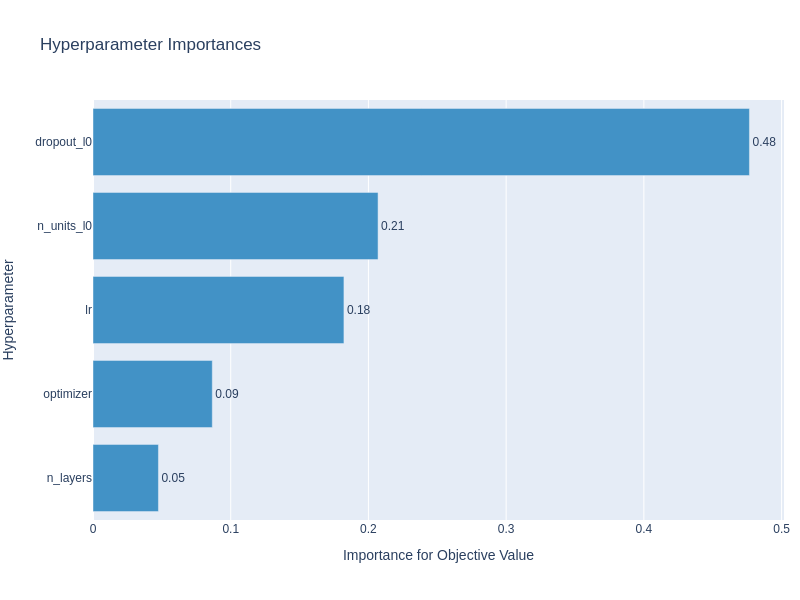 Hyperparameter Importances
dropout_l0
0.48
n_units_l0
0.21
lr
0.18
optimizer
0.09
n_layers
0.05
0
0.1
0.2
0.3
0.4
0.5
Importance for Objective Value
Hyperparameter